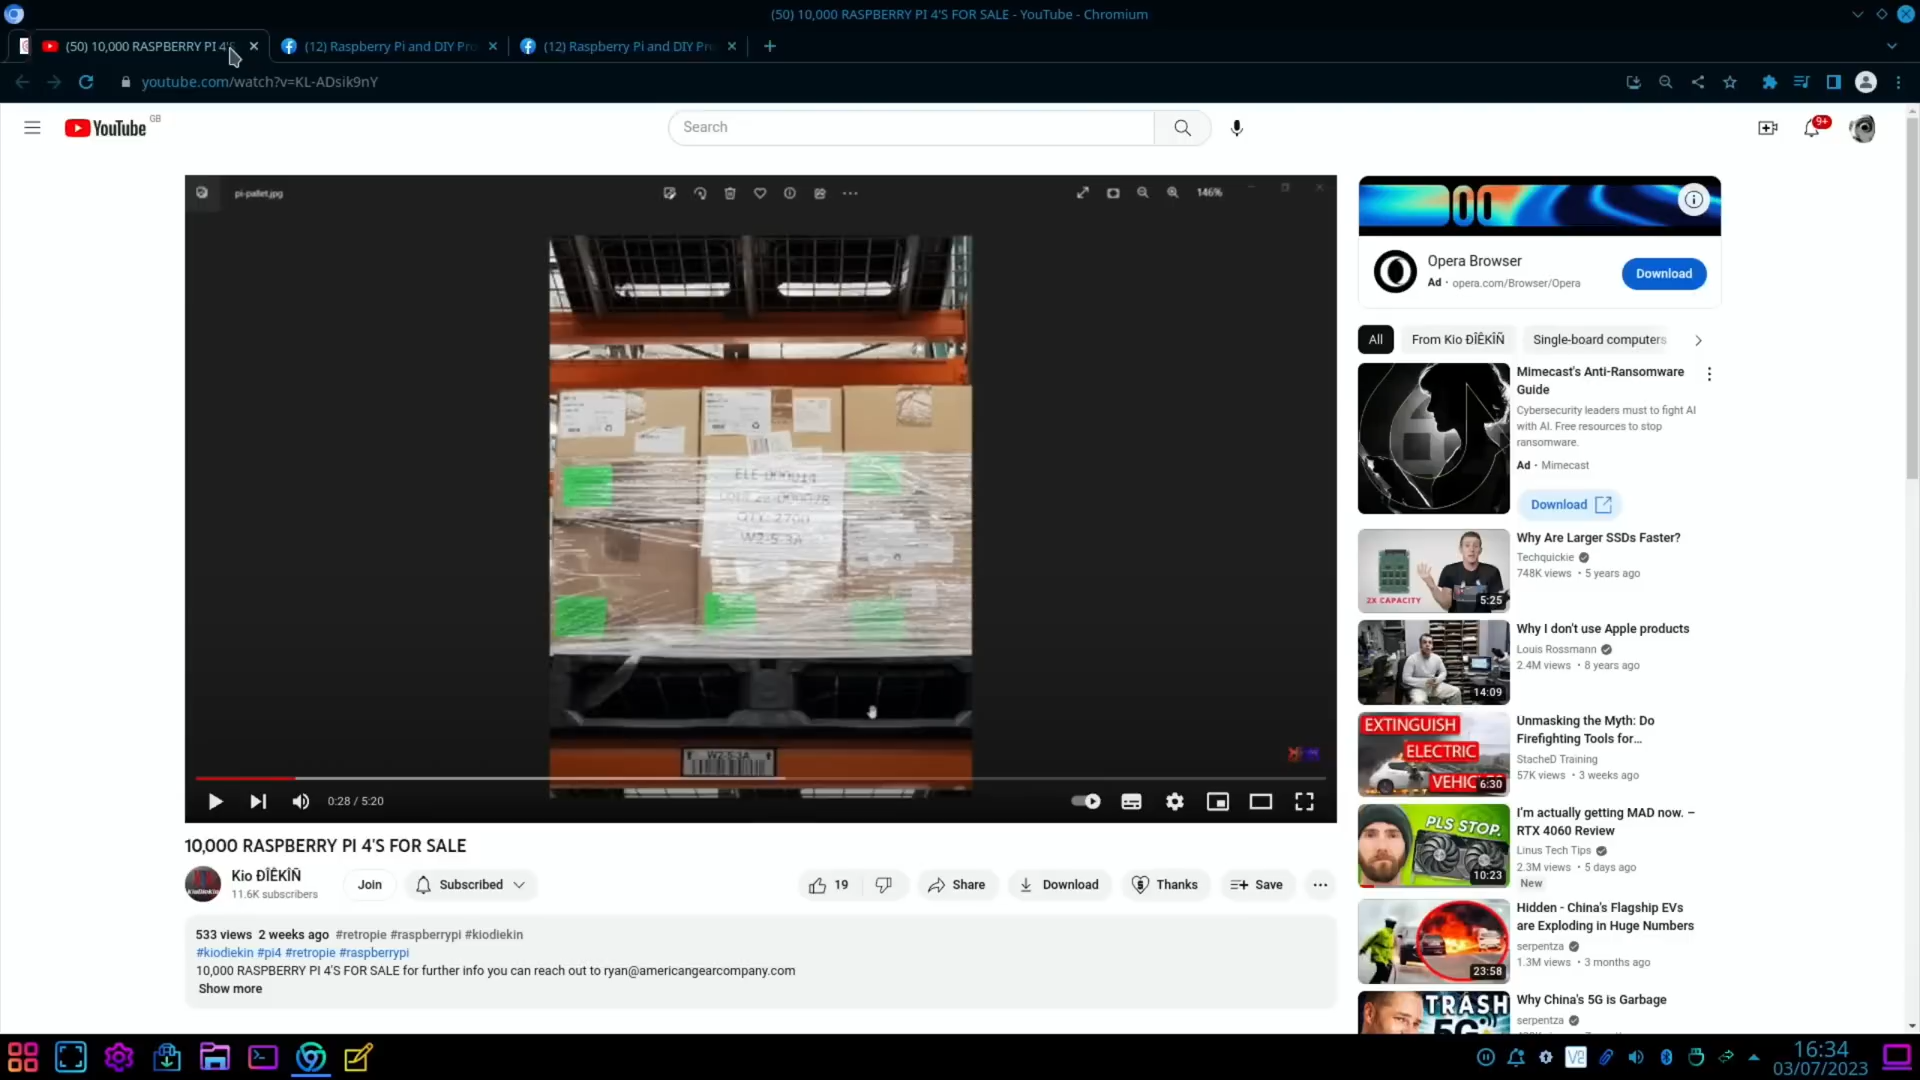 (50) 10,000 RASPBERRY PI 4'S FOR SALE - YouTube - Chromium
(50) 10,000 RASPBERRY PI 4'S
(12) Raspberry Pi and DIY Pro
(12) Raspberry Pi and DIY Pro
youtube.com/watch?v=KL-ADsik9nY
YouTube GB
Search
9+
pi-pallet.jpg
146%
QTY: 2700
W2-5-3A
W2-5-3A
0:28 / 5:20
10,000 RASPBERRY PI 4'S FOR SALE
Kio ĐÎÊKÎÑ
11.6K subscribers
Join
Subscribed
19
Share
Download
Thanks
Save
533 views 2 weeks ago #retropie #raspberrypi #kiodiekin
#kiodiekin #pi4 #retropie #raspberrypi
10,000 RASPBERRY PI 4'S FOR SALE for further info you can reach out to ryan@americangearcompany.com
Show more
Opera Browser
Ad · opera.com/Browser/Opera
Download
All
From Kio ĐÎÊKÎÑ
Single-board computers
Mimecast's Anti-Ransomware
Guide
Cybersecurity leaders must to fight AI
with AI. Free resources to stop
ransomware.
Ad · Mimecast
Download
2X CAPACITY
5:25
Why Are Larger SSDs Faster?
Techquickie
748K views • 5 years ago
14:09
Why I don't use Apple products
Louis Rossmann
2.4M views • 8 years ago
EXTINGUISH
ELECTRIC
VEHIC
6:30
Unmasking the Myth: Do
Firefighting Tools for...
StacheD Training
57K views • 3 weeks ago
PLS STOP.
10:23
I'm actually getting MAD now. –
RTX 4060 Review
Linus Tech Tips
2.3M views • 5 days ago
New
23:58
Hidden - China's Flagship EVs
are Exploding in Huge Numbers
serpentza
1.3M views • 3 months ago
TRASH
5G
Why China's 5G is Garbage
serpentza
16:34
03/07/2023